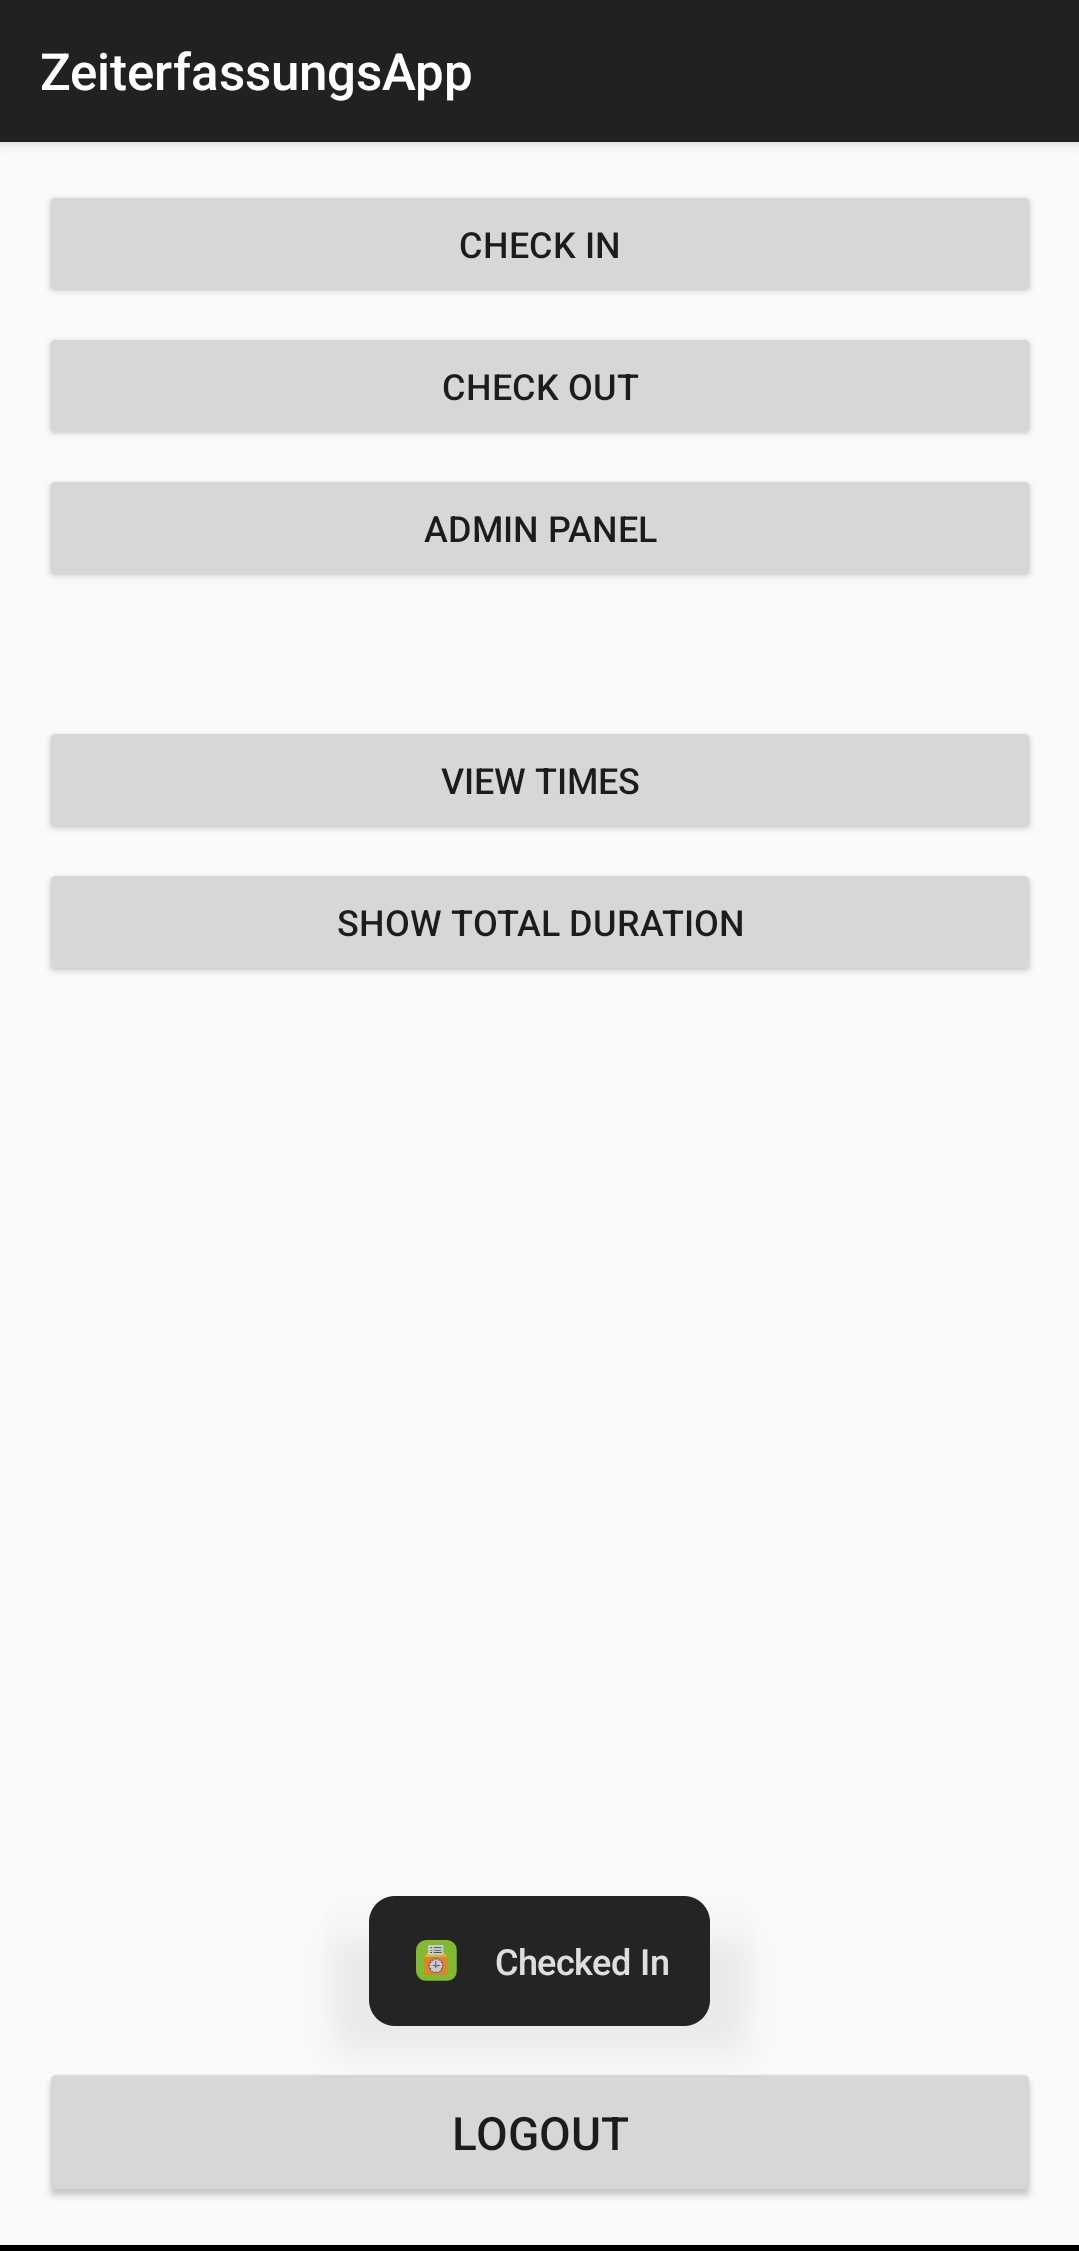 ZeiterfassungsApp
CHECK IN
CHECK OUT
ADMIN PANEL
VIEW TIMES
SHOW TOTAL DURATION
Checked In
LOGOUT